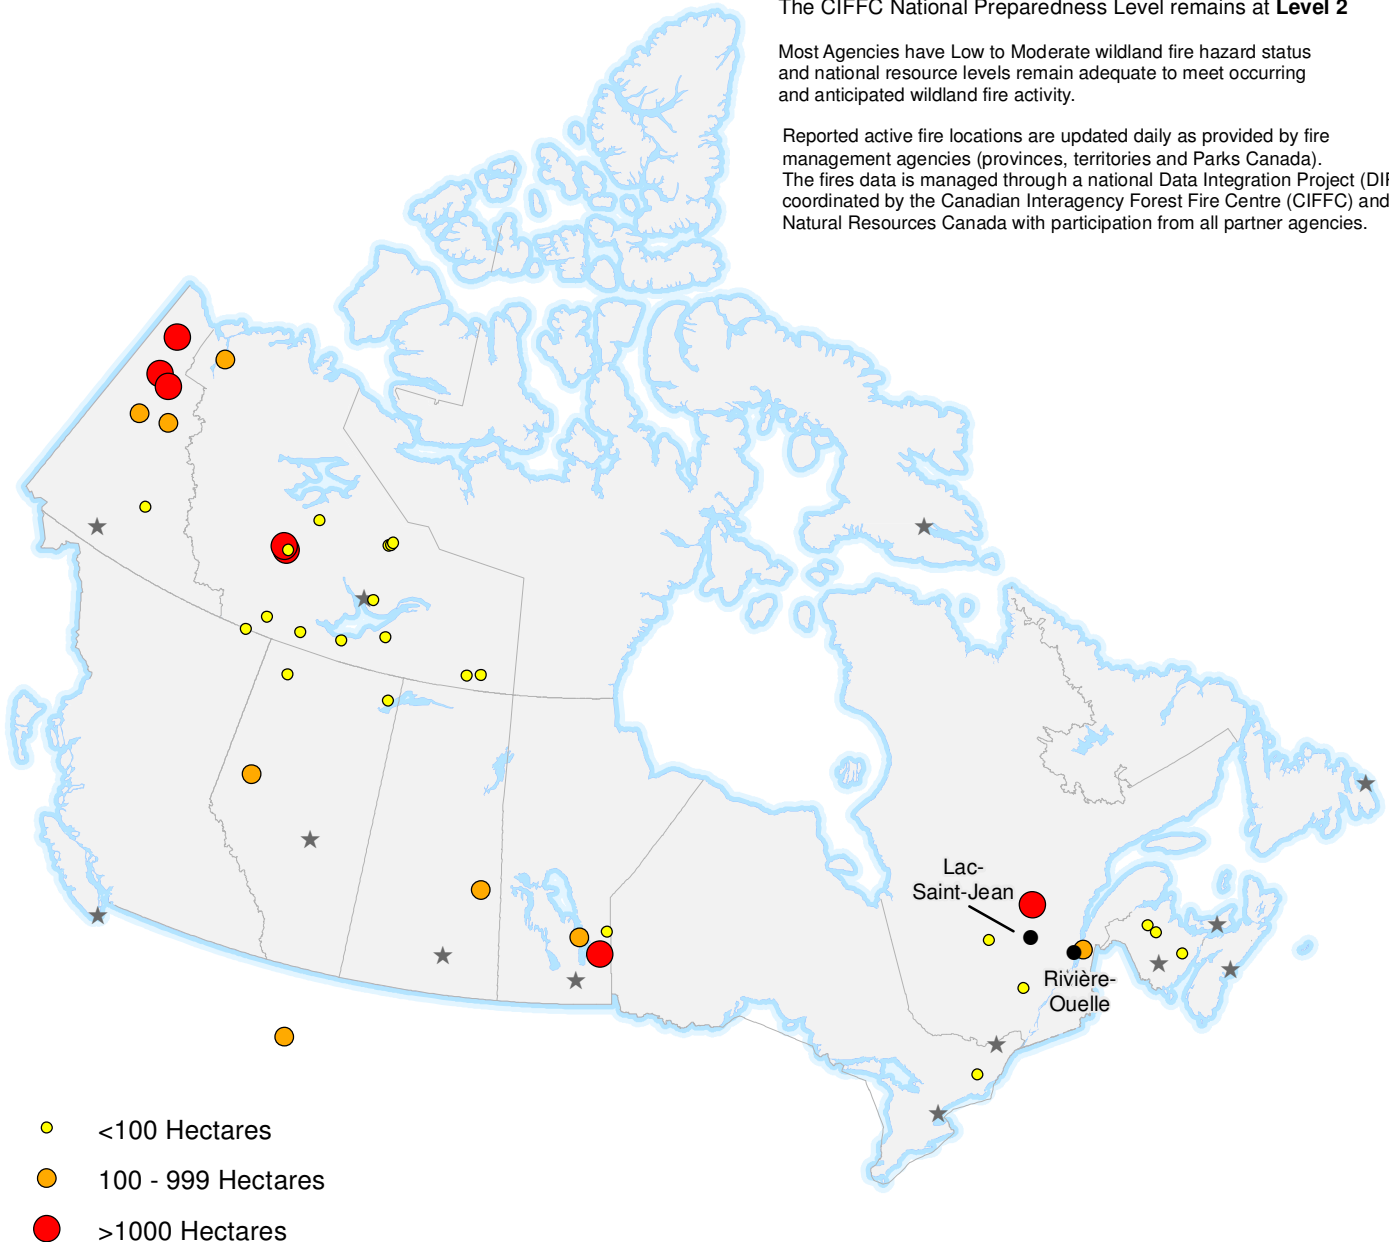 The CIFFC National Preparedness Level remains at Level 2
Most Agencies have Low to Moderate wildland fire hazard status
and national resource levels remain adequate to meet occurring
and anticipated wildland fire activity.
Reported active fire locations are updated daily as provided by fire
management agencies (provinces, territories and Parks Canada).
The fires data is managed through a national Data Integration Project (DIF
coordinated by the Canadian Interagency Forest Fire Centre (CIFFC) and
Natural Resources Canada with participation from all partner agencies.
Lac-
Saint-Jean
Rivière-
Ouelle
<100 Hectares
100 - 999 Hectares
>1000 Hectares